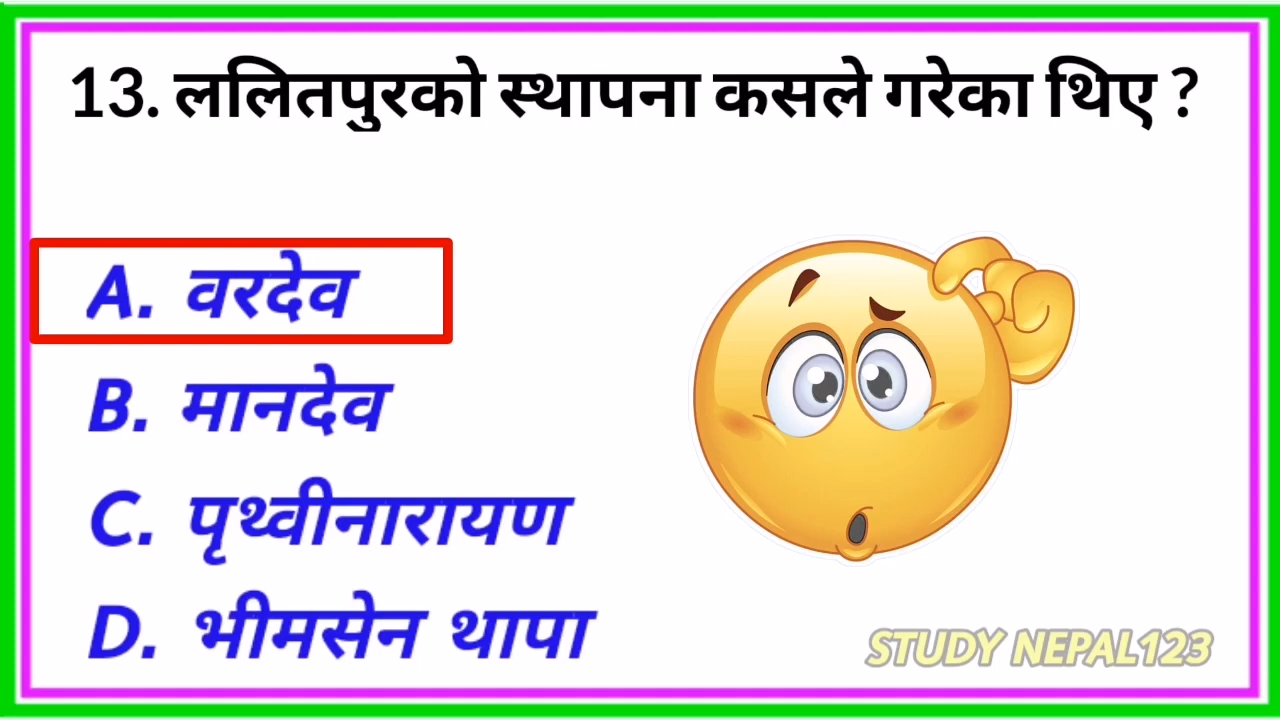 13. ललितपुरको स्थापना कसले गरेका थिए ?
A. वरदेव
B. मानदेव
C. पृथ्वीनारायण
D. भीमसेन थापा
STUDY NEPAL123